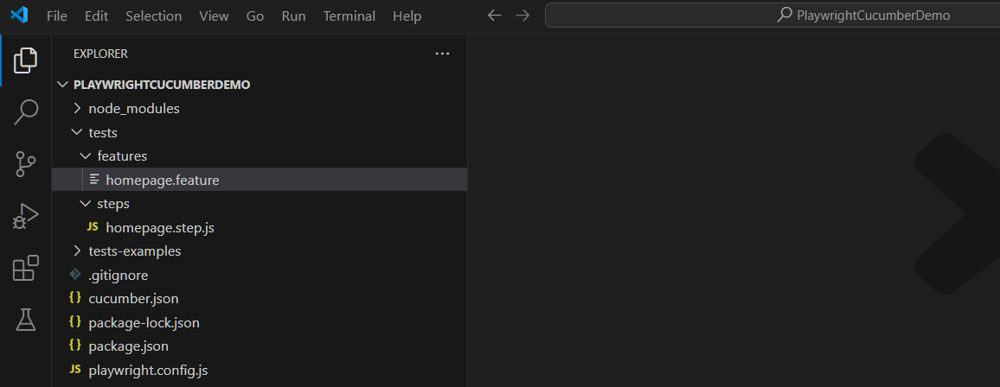 File Edit Selection View Go Run Terminal Help PlaywrightCucumberDemo
EXPLORER
PLAYWRIGHTCUCUMBERDEMO
node_modules
tests
features
homepage.feature
steps
JS homepage.step.js
tests-examples
.gitignore
{} cucumber.json
{} package-lock.json
{} package.json
JS playwright.config.js